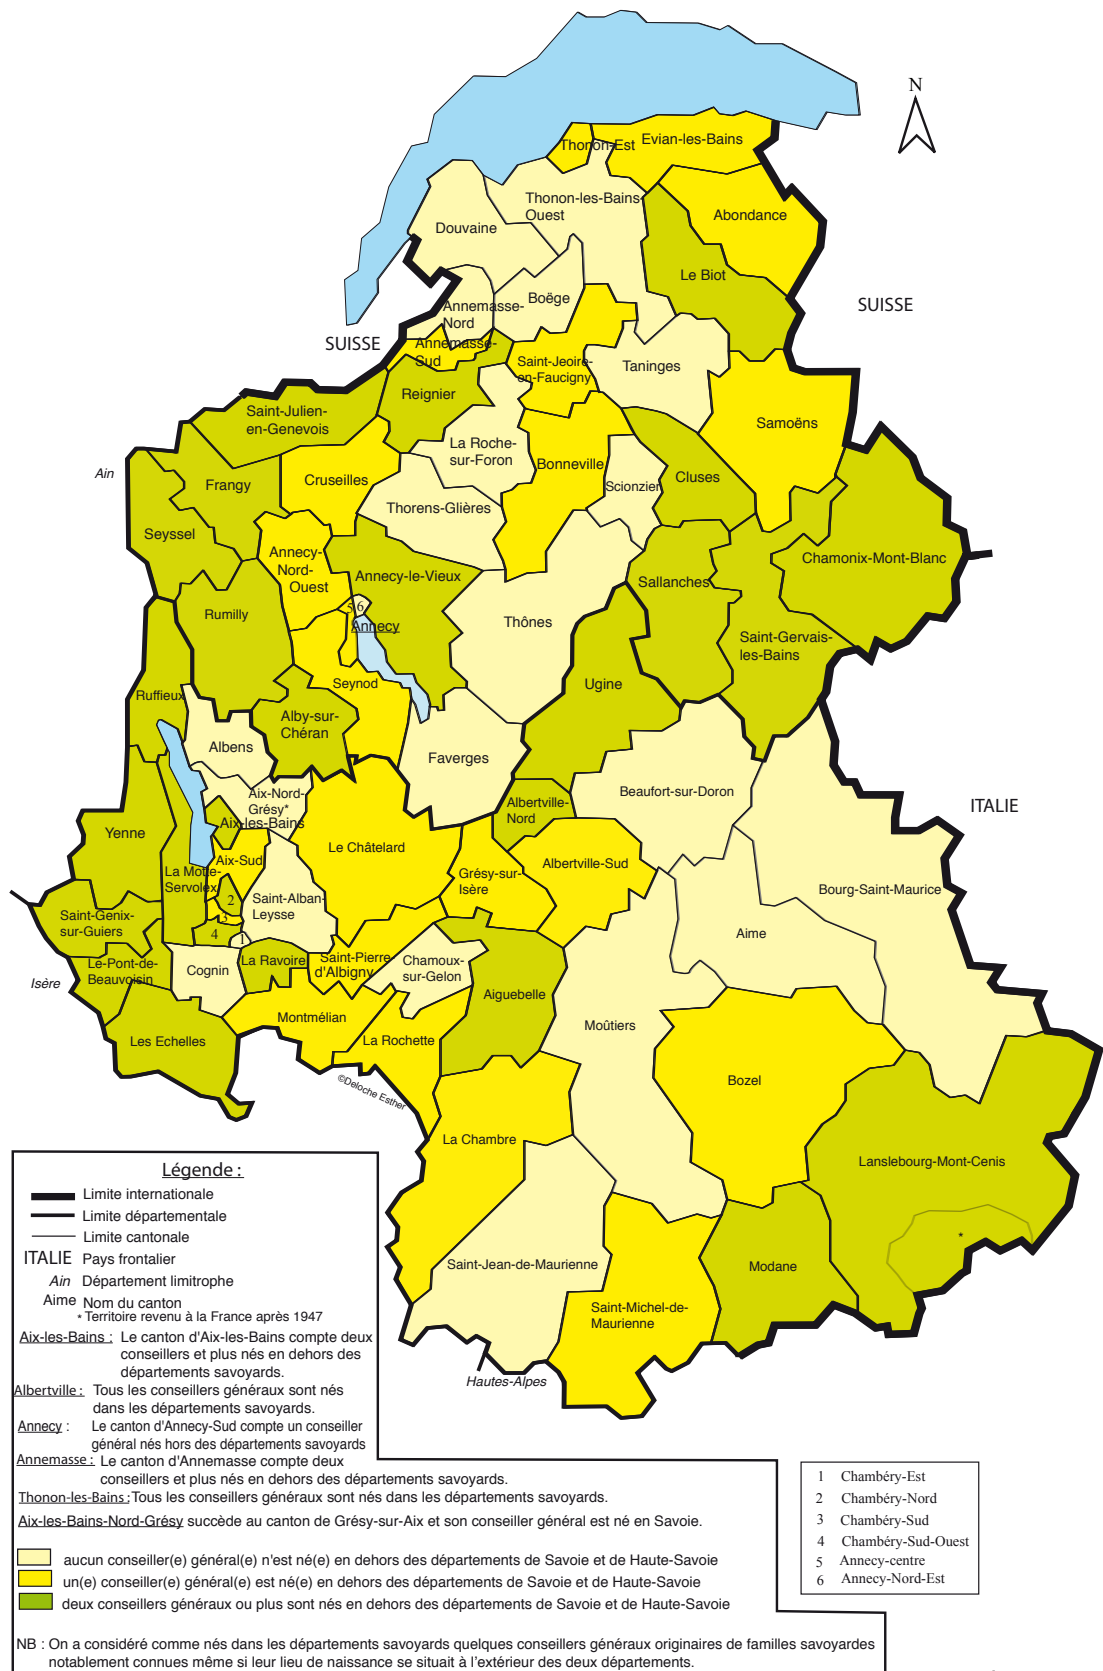 N
Thonon-Est
Evian-les-Bains
Thonon-les-Bains
Ouest
Abondance
Douvaine
Le Biot
Boëge
SUISSE
Annemasse-
Nord
SUISSE
Annemasse-
Sud
Saint-Jeoire-
en-Faucigny
Taninges
Reignier
Saint-Julien-
en-Genevois
Samoëns
La Roche-
sur-Foron
Bonneville
Ain
Cruseilles
Cluses
Frangy
Scionzier
Thorens-Glières
Seyssel
Annecy-
Nord-
Ouest
Annecy-le-Vieux
Chamonix-Mont-Blanc
Sallanches
5
6
Rumilly
Annecy
Thônes
Saint-Gervais-
les-Bains
Seynod
Ugine
Ruffieux
Alby-sur-
Chéran
Albens
Faverges
Aix-Nord-
Grésy*
Beaufort-sur-Doron
Albertville-
Nord
ITALIE
Aix-les-Bains
Yenne
Le Châtelard
Aix-Sud
Albertville-Sud
La Motte-
Servolex
Grésy-sur-
Isère
Bourg-Saint-Maurice
2
Saint-Alban-
Leysse
Saint-Genix-
sur-Guiers
3
4
1
Aime
Le-Pont-de-
Beauvoisin
Cognin
La Ravoire
Saint-Pierre
d'Albigny
Chamoux-
sur-Gelon
Isère
Aiguebelle
Montmélian
Moûtiers
Les Echelles
La Rochette
Bozel
©Deloche Esther
La Chambre
Lanslebourg-Mont-Cenis
*
Saint-Jean-de-Maurienne
Modane
Saint-Michel-de-
Maurienne
Hautes-Alpes
Légende :
Limite internationale
Limite départementale
Limite cantonale
ITALIE Pays frontalier
Ain Département limitrophe
Aime Nom du canton
* Territoire revenu à la France après 1947
Aix-les-Bains : Le canton d'Aix-les-Bains compte deux
conseillers et plus nés en dehors des
départements savoyards.
Albertville : Tous les conseillers généraux sont nés
dans les départements savoyards.
Annecy : Le canton d'Annecy-Sud compte un conseiller
général nés hors des départements savoyards
Annemasse : Le canton d'Annemasse compte deux
conseillers et plus nés en dehors des départements savoyards.
Thonon-les-Bains : Tous les conseillers généraux sont nés dans les départements savoyards.
Aix-les-Bains-Nord-Grésy succède au canton de Grésy-sur-Aix et son conseiller général est né en Savoie.
aucun conseiller(e) général(e) n'est né(e) en dehors des départements de Savoie et de Haute-Savoie
un(e) conseiller(e) général(e) est né(e) en dehors des départements de Savoie et de Haute-Savoie
deux conseillers généraux ou plus sont nés en dehors des départements de Savoie et de Haute-Savoie
NB : On a considéré comme nés dans les départements savoyards quelques conseillers généraux originaires de familles savoyardes
notablement connues même si leur lieu de naissance se situait à l'extérieur des deux départements.
1 Chambéry-Est
2 Chambéry-Nord
3 Chambéry-Sud
4 Chambéry-Sud-Ouest
5 Annecy-centre
6 Annecy-Nord-Est